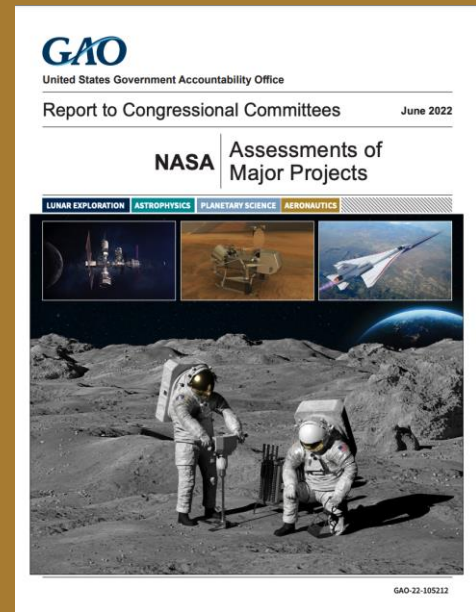 GAO
United States Government Accountability Office
Report to Congressional Committees
June 2022
NASA
Assessments of
Major Projects
LUNAR EXPLORATION
ASTROPHYSICS
PLANETARY SCIENCE
AERONAUTICS
GAO-22-105212